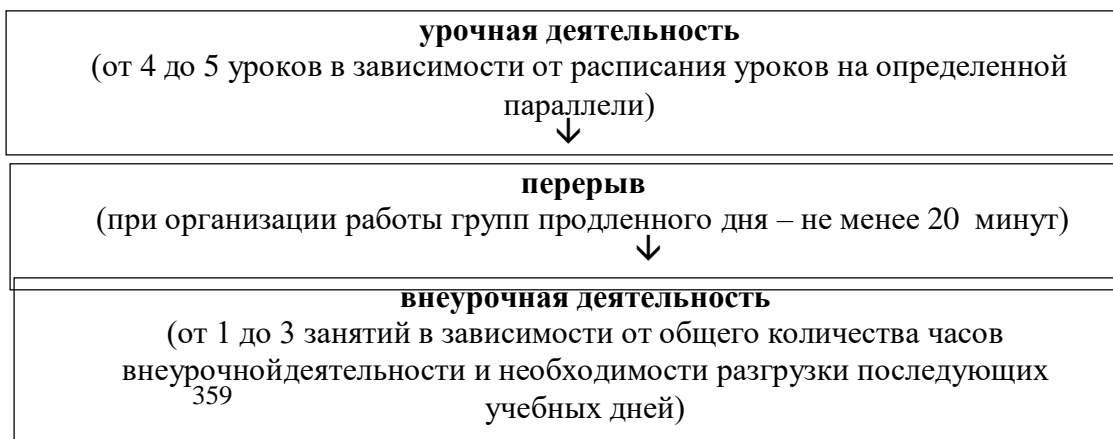 урочная деятельность
(от 4 до 5 уроков в зависимости от расписания уроков на определенной
параллели)
↓
перерыв
(при организации работы групп продленного дня – не менее 20 минут)
↓
внеурочная деятельность
(от 1 до 3 занятий в зависимости от общего количества часов
внеурочнойдеятельности и необходимости разгрузки последующих
359
учебных дней)